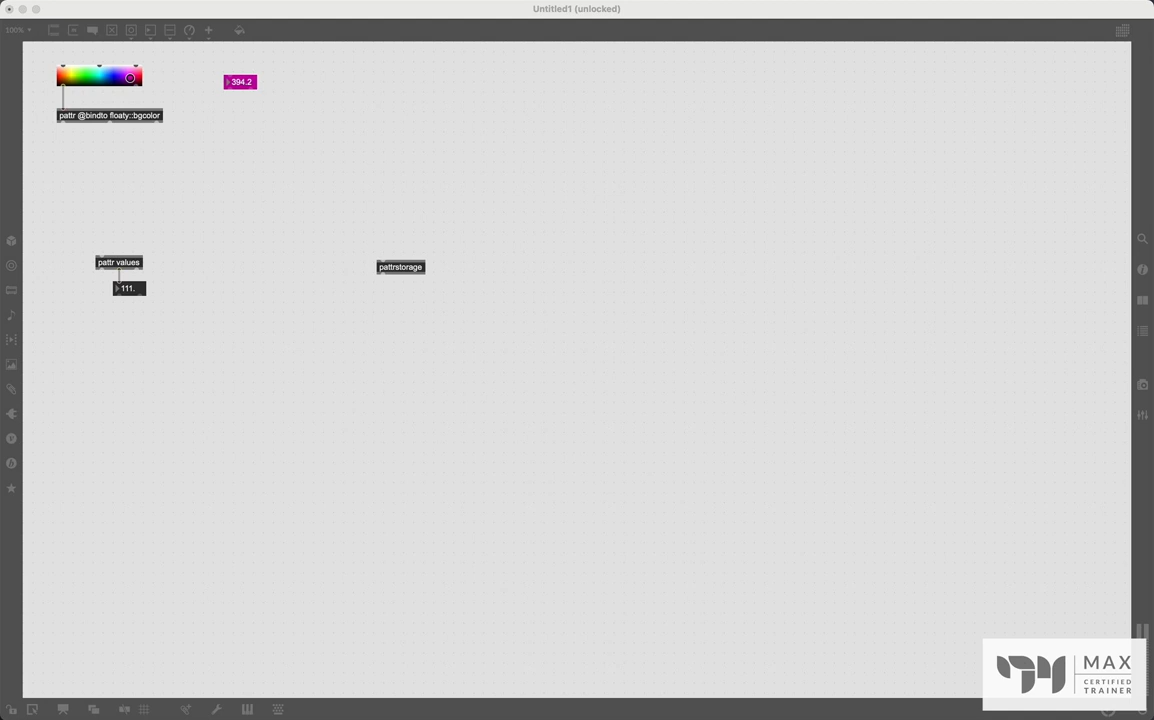 Untitled1 (unlocked)
100%
394.2
pattr @bindto floaty::bgcolor
pattr values
pattrstorage
111.
MAX
CERTIFIED
TRAINER